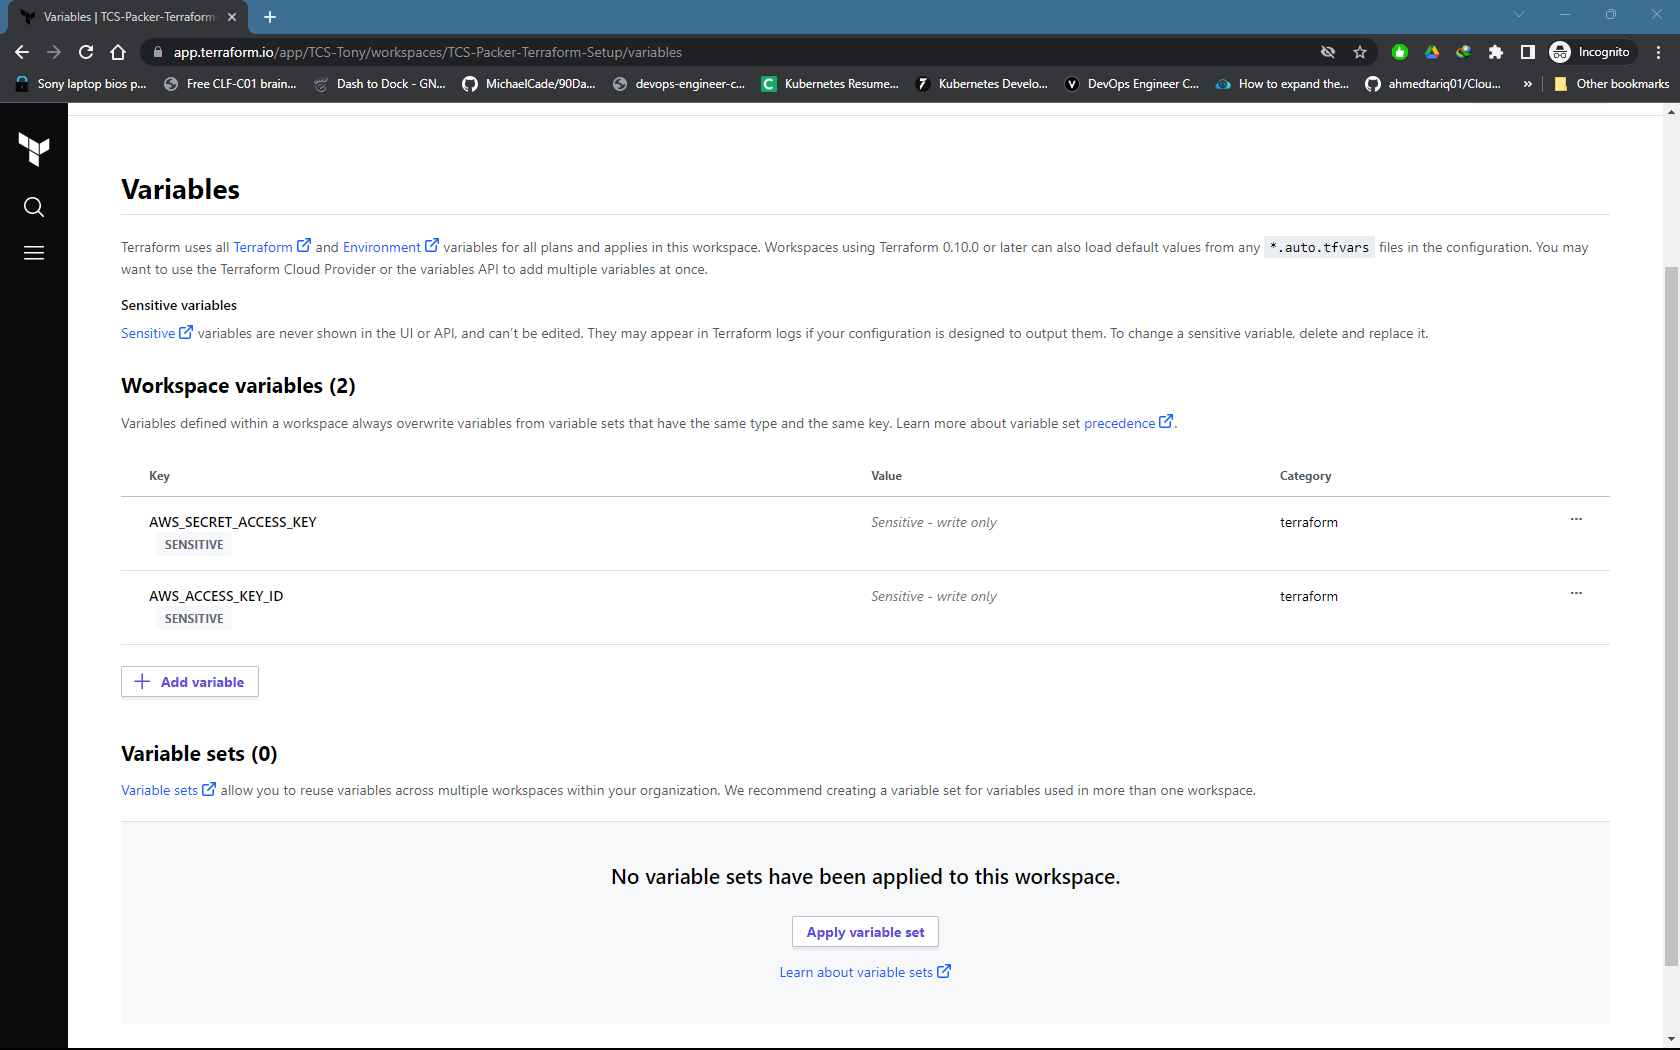 Variables | TCS-Packer-Terraform-
app.terraform.io/app/TCS-Tony/workspaces/TCS-Packer-Terraform-Setup/variables
Incognito
Sony laptop bios p...
Free CLF-C01 brain...
Dash to Dock - GN...
MichaelCade/90Da...
devops-engineer-c...
Kubernetes Resume...
Kubernetes Develo...
DevOps Engineer C...
How to expand the...
ahmedtariq01/Clou...
»
Other bookmarks
Variables
Terraform uses all Terraform and Environment variables for all plans and applies in this workspace. Workspaces using Terraform 0.10.0 or later can also load default values from any *.auto.tfvars files in the configuration. You may
want to use the Terraform Cloud Provider or the variables API to add multiple variables at once.
Sensitive variables
Sensitive variables are never shown in the UI or API, and can't be edited. They may appear in Terraform logs if your configuration is designed to output them. To change a sensitive variable, delete and replace it.
Workspace variables (2)
Variables defined within a workspace always overwrite variables from variable sets that have the same type and the same key. Learn more about variable set precedence.
Key Value Category
AWS_SECRET_ACCESS_KEY Sensitive - write only terraform ...
SENSITIVE
AWS_ACCESS_KEY_ID Sensitive - write only terraform ...
SENSITIVE
+ Add variable
Variable sets (0)
Variable sets allow you to reuse variables across multiple workspaces within your organization. We recommend creating a variable set for variables used in more than one workspace.
No variable sets have been applied to this workspace.
Apply variable set
Learn about variable sets